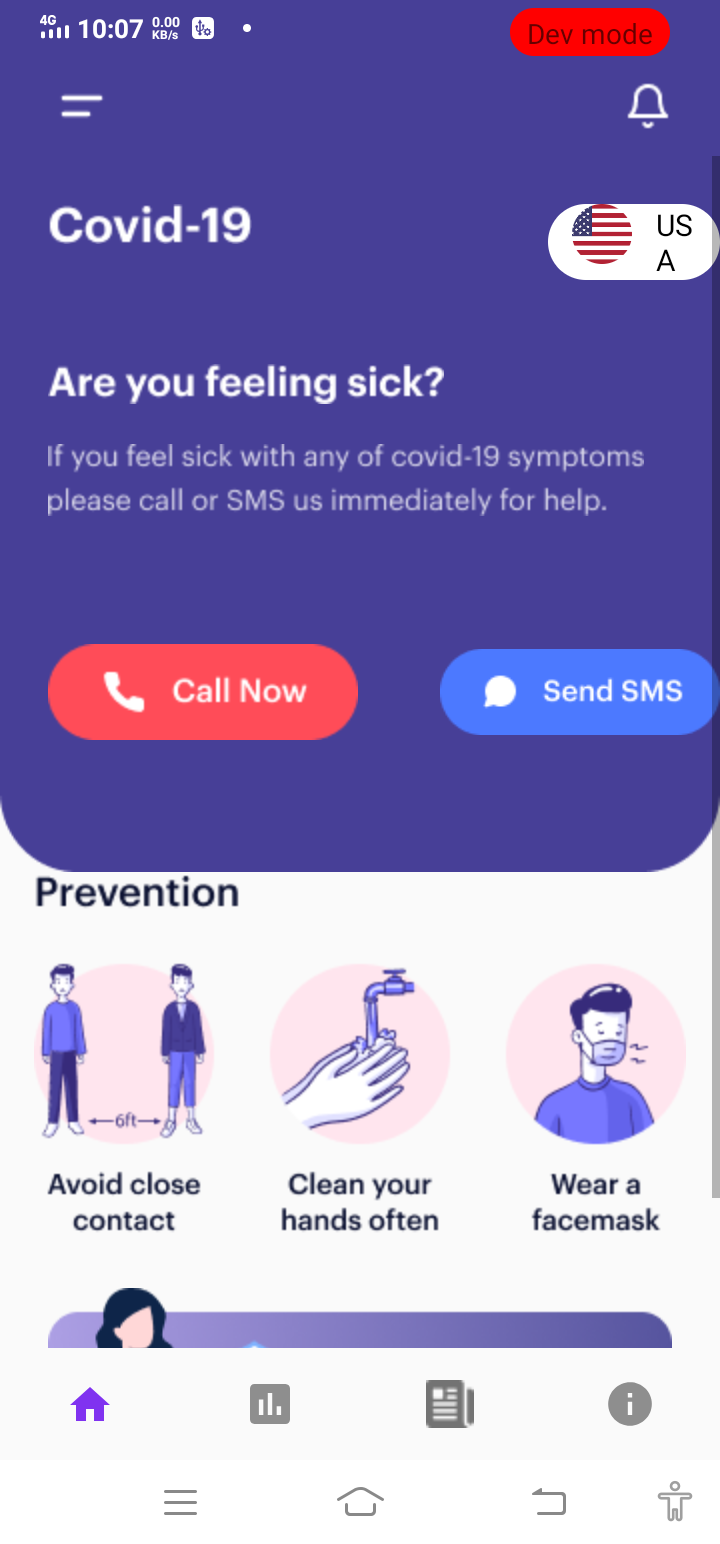 4G 10:07 0.00 KB/s Dev mode
Covid-19
US
A
Are you feeling sick?
If you feel sick with any of covid-19 symptoms
please call or SMS us immediately for help.
Call Now Send SMS
Prevention
6ft
Avoid close
contact
Clean your
hands often
Wear a
facemask